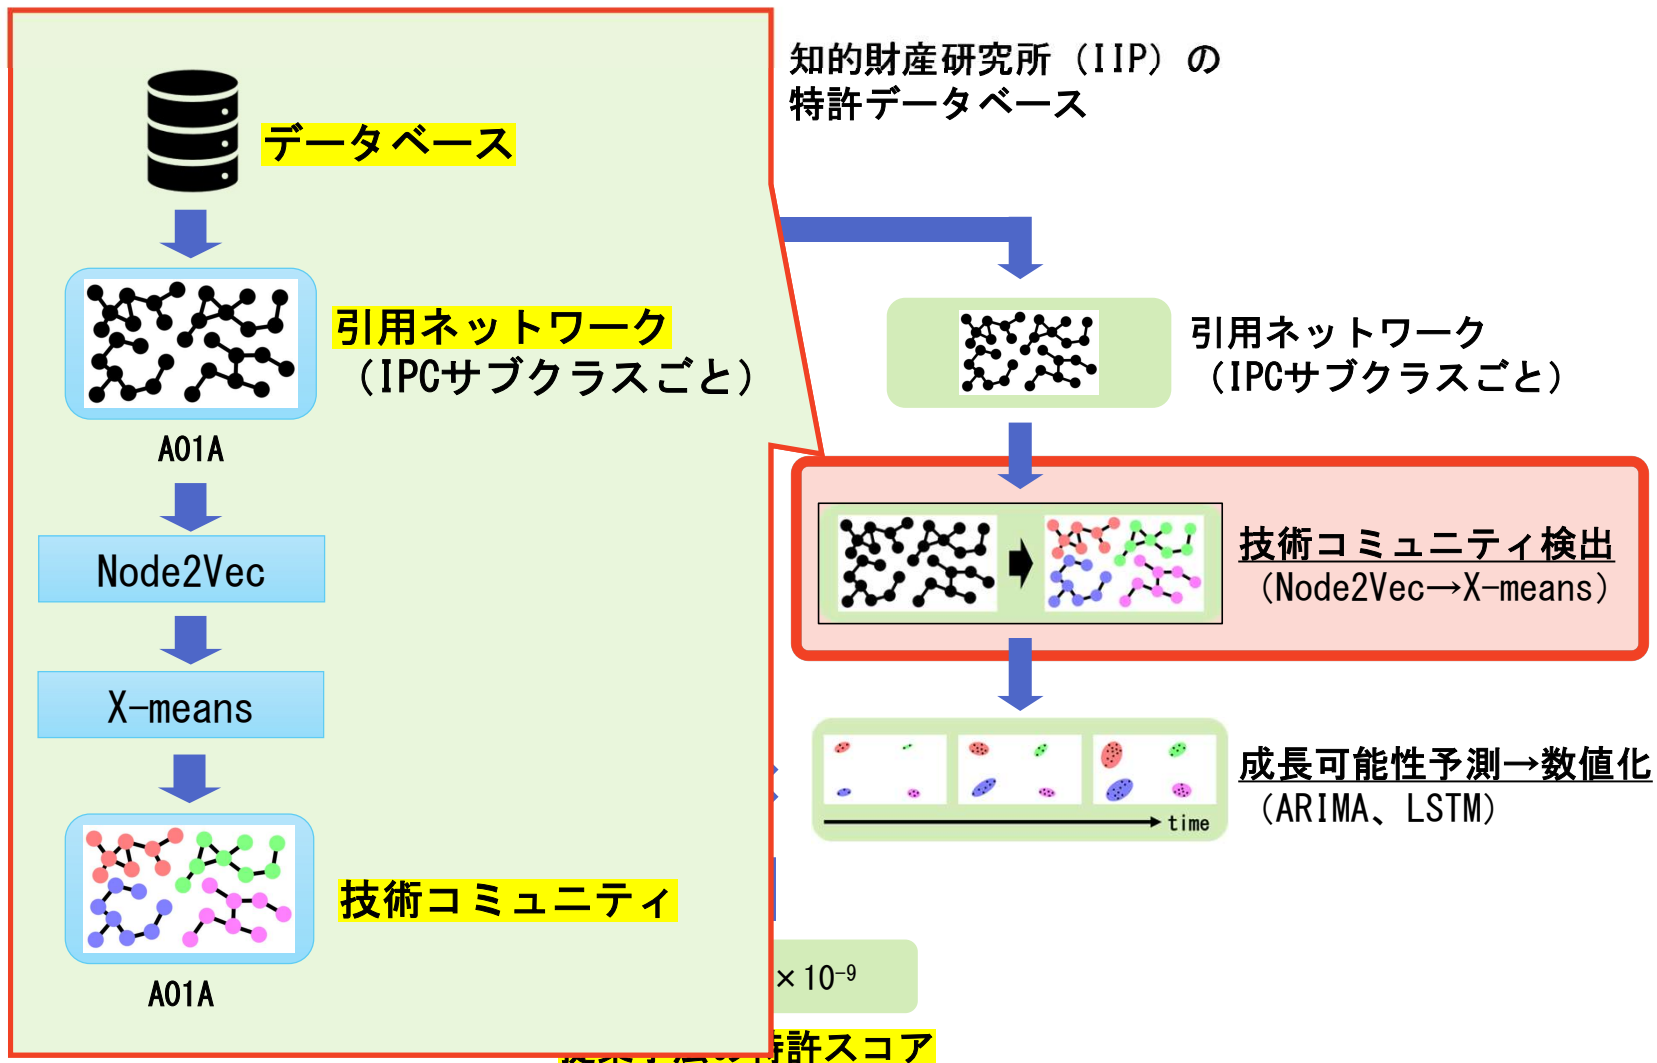 データベース
引用ネットワーク
（IPCサブクラスごと）
A01A
Node2Vec
X-means
技術コミュニティ
A01A
知的財産研究所（IIP）の
特許データベース
引用ネットワーク
（IPCサブクラスごと）
技術コミュニティ検出
（Node2Vec→X-means）
成長可能性予測→数値化
（ARIMA、LSTM）
time
×10⁻⁹
特許スコア